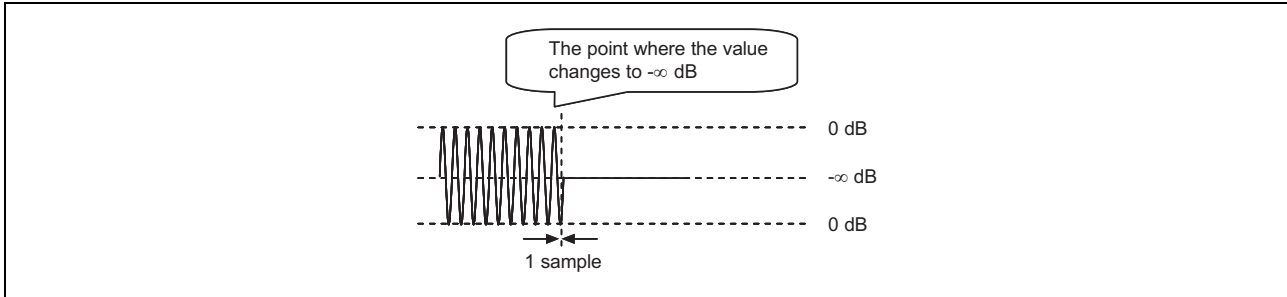 The point where the value
changes to -∞ dB
0 dB
-∞ dB
0 dB
1 sample